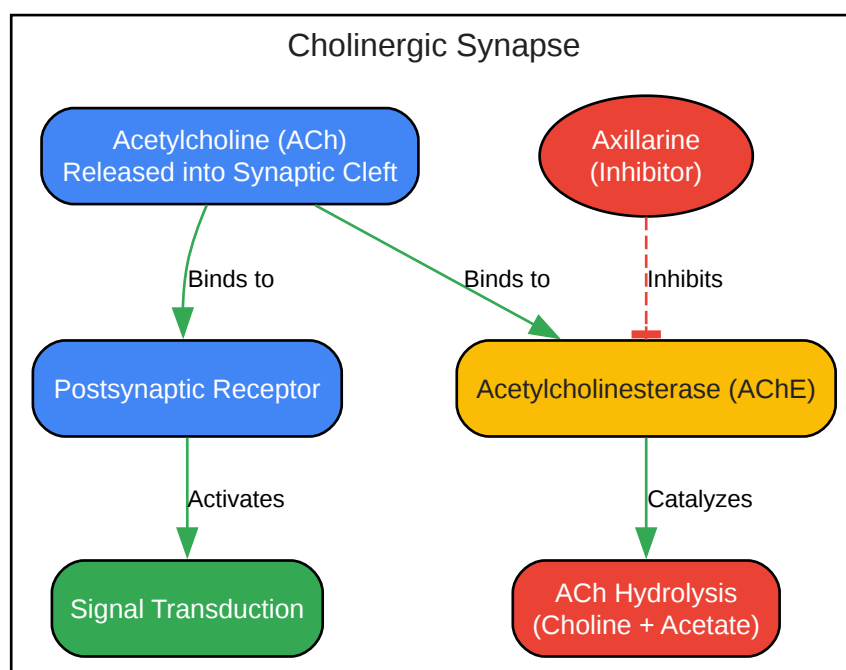 Cholinergic Synapse
Acetylcholine (ACh)
Released into Synaptic Cleft
Axillarine
(Inhibitor)
Binds to
Binds to
Inhibits
Postsynaptic Receptor
Acetylcholinesterase (AChE)
Activates
Catalyzes
Signal Transduction
ACh Hydrolysis
(Choline + Acetate)